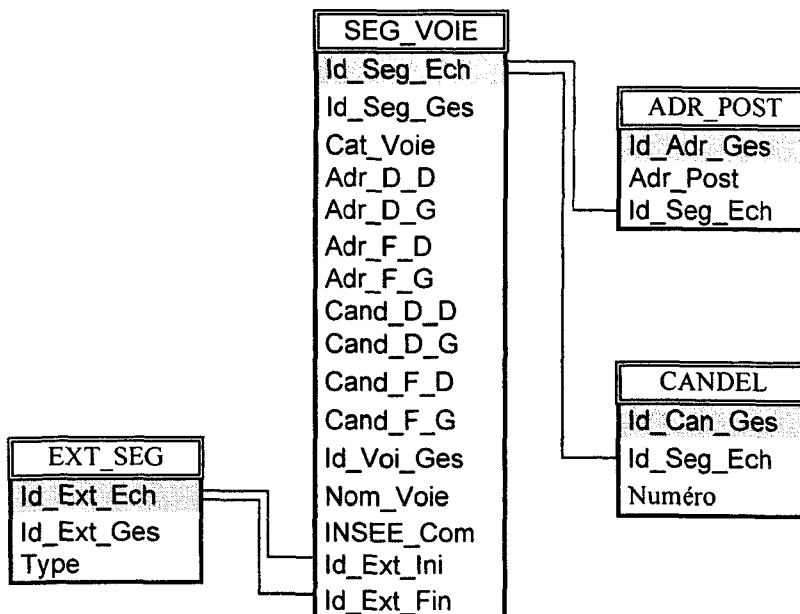 SEG_VOIE
Id_Seg_Ech
Id_Seg_Ges
Cat_Voie
Adr_D_D
Adr_D_G
Adr_F_D
Adr_F_G
Cand_D_D
Cand_D_G
Cand_F_D
Cand_F_G
Id_Voi_Ges
Nom_Voie
INSEE_Com
Id_Ext_Ini
Id_Ext_Fin
ADR_POST
Id_Adr_Ges
Adr_Post
Id_Seg_Ech
CANDEL
Id_Can_Ges
Id_Seg_Ech
Numéro
EXT_SEG
Id_Ext_Ech
Id_Ext_Ges
Type